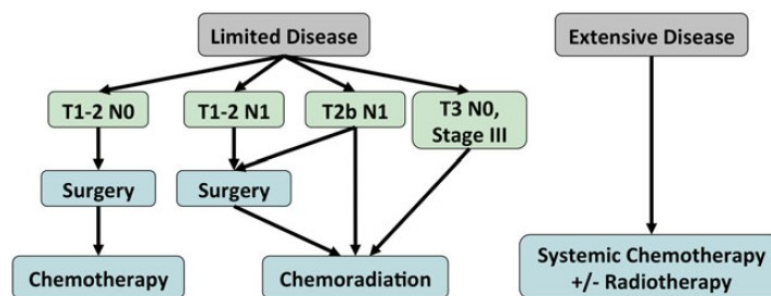 Limited Disease
Extensive Disease
T1-2 N0
T1-2 N1
T2b N1
T3 N0,
Stage III
Surgery
Surgery
Chemotherapy
Chemoradiation
Systemic Chemotherapy
+/- Radiotherapy